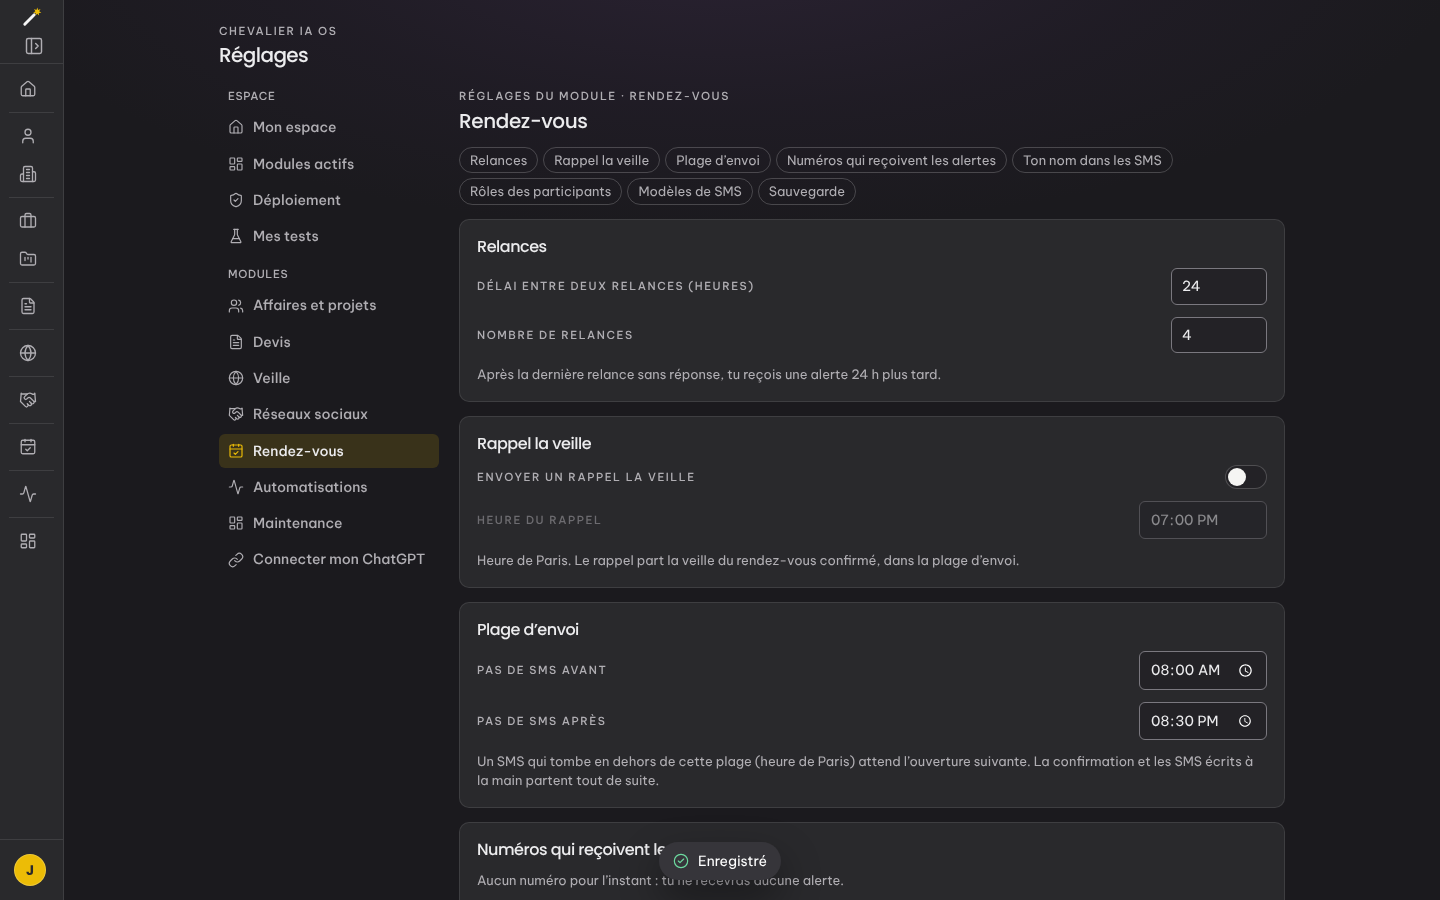 CHEVALIER IA OS
Réglages
ESPACE
Mon espace
Modules actifs
Déploiement
Mes tests
MODULES
Affaires et projets
Devis
Veille
Réseaux sociaux
Rendez-vous
Automatisations
Maintenance
Connecter mon ChatGPT
J
RÉGLAGES DU MODULE · RENDEZ-VOUS
Rendez-vous
Relances
Rappel la veille
Plage d’envoi
Numéros qui reçoivent les alertes
Ton nom dans les SMS
Rôles des participants
Modèles de SMS
Sauvegarde
Relances
DÉLAI ENTRE DEUX RELANCES (HEURES)
24
NOMBRE DE RELANCES
4
Après la dernière relance sans réponse, tu reçois une alerte 24 h plus tard.
Rappel la veille
ENVOYER UN RAPPEL LA VEILLE
HEURE DU RAPPEL
07:00 PM
Heure de Paris. Le rappel part la veille du rendez-vous confirmé, dans la plage d’envoi.
Plage d’envoi
PAS DE SMS AVANT
08:00 AM
PAS DE SMS APRÈS
08:30 PM
Un SMS qui tombe en dehors de cette plage (heure de Paris) attend l’ouverture suivante. La confirmation et les SMS écrits à
la main partent tout de suite.
Numéros qui reçoivent
Enregistré
Aucun numéro pour l’instant : tu ne recevras aucune alerte.